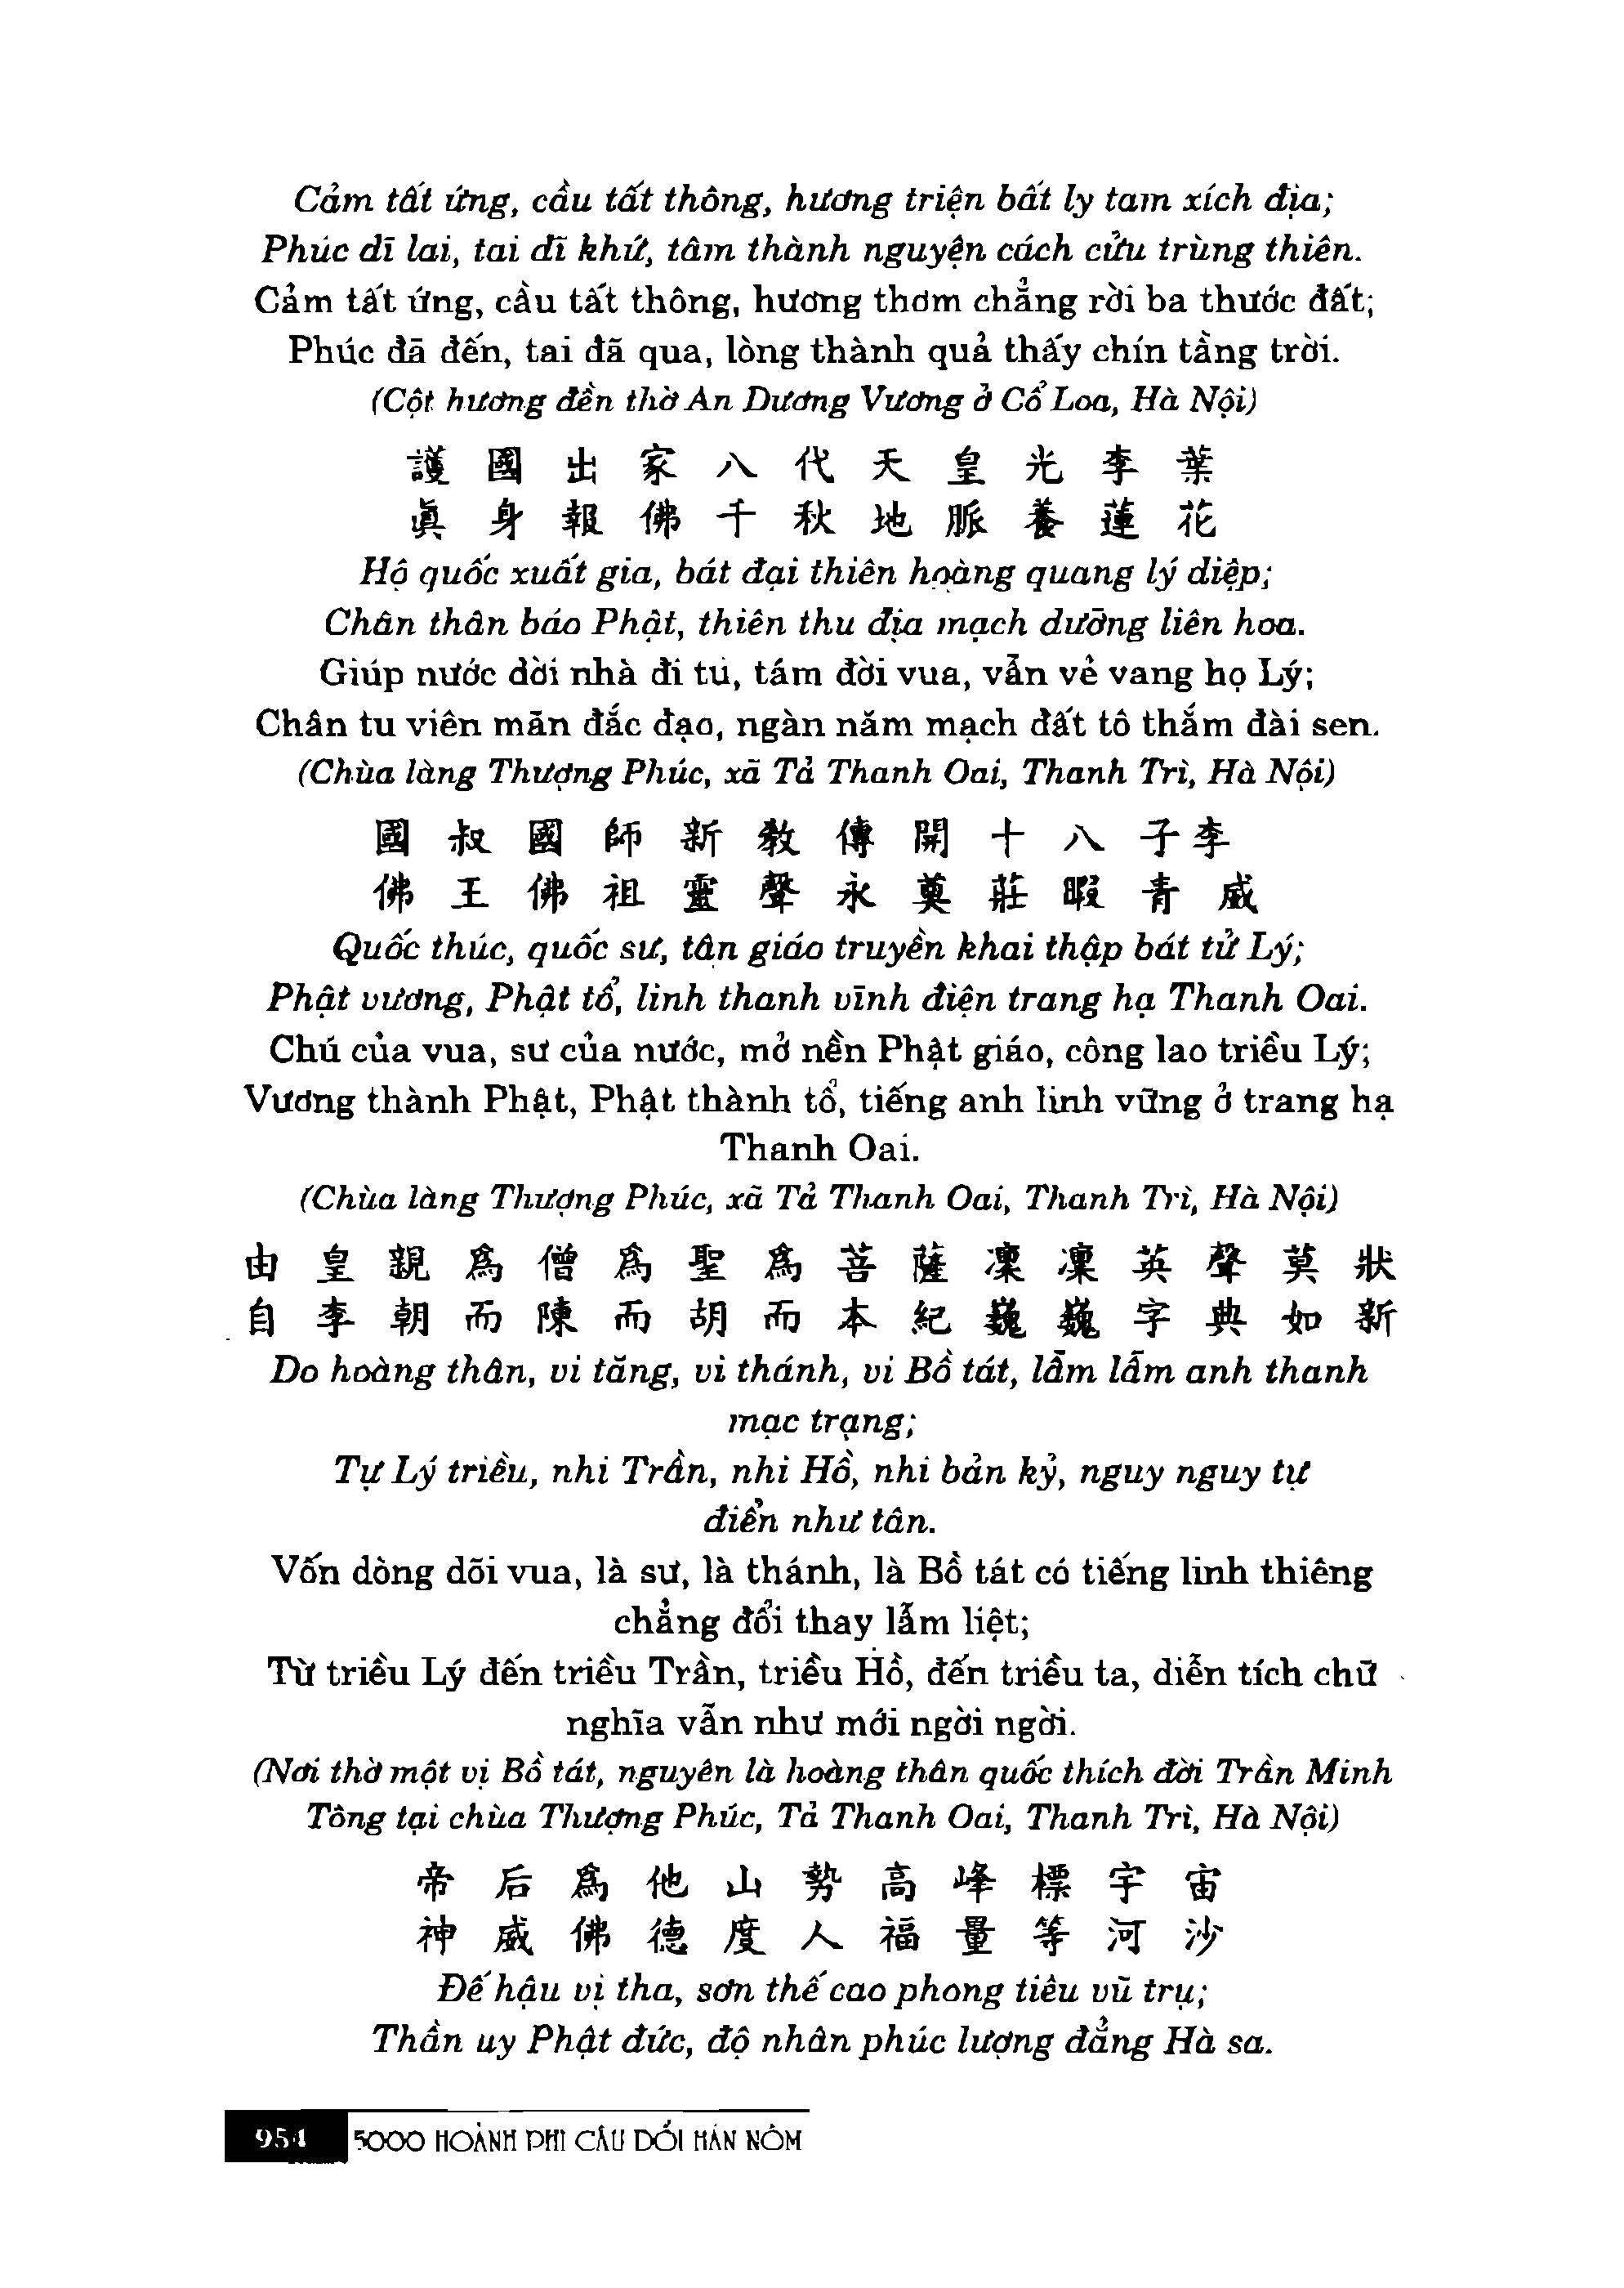 Cảm tất ứng, cầu tất thông, hương triện bất ly tam xích địa;
Phúc dĩ lai, tai dĩ khứ, tâm thành nguyện cách cửu trùng thiên.
Cảm tất ứng, cầu tất thông, hương thơm chẳng rời ba thước đất;
Phúc đã đến, tai đã qua, lòng thành quả thấy chín tầng trời.
(Cột hương đền thờ An Dương Vương ở Cổ Loa, Hà Nội)
護國出家八代天皇光李葉
眞身報佛千秋地脈養蓮花
Hộ quốc xuất gia, bát đại thiên hoàng quang lý diệp;
Chân thân báo Phật, thiên thu địa mạch dưỡng liên hoa.
Giúp nước dời nhà đi tu, tám đời vua, vẫn vẻ vang họ Lý;
Chân tu viên mãn đắc đạo, ngàn năm mạch đất tô thắm đài sen.
(Chùa làng Thượng Phúc, xã Tả Thanh Oai, Thanh Trì, Hà Nội)
國叔國師新教傳開十八子李
佛王佛祖靈聲永奠莊暇青威
Quốc thúc, quốc sư, tân giáo truyền khai thập bát tử Lý;
Phật vương, Phật tổ, linh thanh vĩnh điện trang hạ Thanh Oai.
Chú của vua, sư của nước, mở nền Phật giáo, công lao triều Lý;
Vương thành Phật, Phật thành tổ, tiếng anh linh vững ở trang hạ
Thanh Oai.
(Chùa làng Thượng Phúc, xã Tả Thanh Oai, Thanh Trì, Hà Nội)
由皇親爲僧爲聖爲菩薩凜凜英聲莫狀
自李朝而陳而胡而本紀巍巍字典如新
Do hoàng thân, vi tăng, vi thánh, vi Bồ tát, lẫm lẫm anh thanh
mạc trạng;
Tự Lý triều, nhi Trần, nhi Hồ, nhi bản kỷ, nguy nguy tự
điển như tân.
Vốn dòng dõi vua, là sư, là thánh, là Bồ tát có tiếng linh thiêng
chẳng đổi thay lẫm liệt;
Từ triều Lý đến triều Trần, triều Hồ, đến triều ta, diễn tích chữ
nghĩa vẫn như mới ngời ngời.
(Nơi thờ một vị Bồ tát, nguyên là hoàng thân quốc thích đời Trần Minh
Tông tại chùa Thượng Phúc, Tả Thanh Oai, Thanh Trì, Hà Nội)
帝后爲他山勢高峰標宇宙
神威佛德度人福量等河沙
Đế hậu vị tha, sơn thế cao phong tiêu vũ trụ;
Thần uy Phật đức, độ nhân phúc lượng đẳng Hà sa.
954 5000 HOÀNH PHI CÂU ĐỐI HÁN NÔM